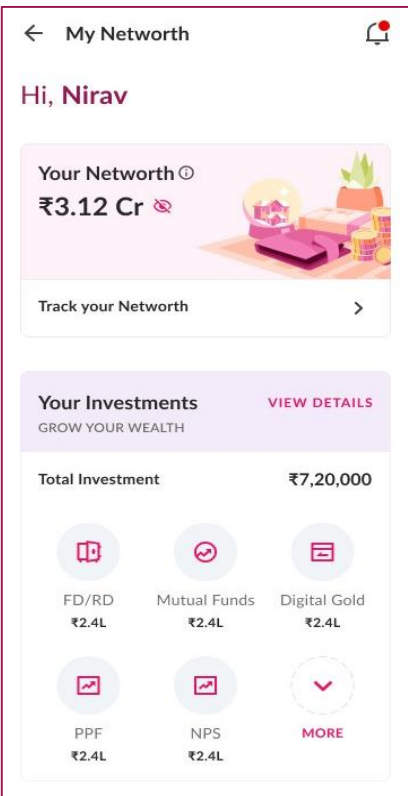 My Networth
Hi, Nirav
Your Networth
₹3.12 Cr
Track your Networth
Your Investments VIEW DETAILS
GROW YOUR WEALTH
Total Investment ₹7,20,000
FD/RD Mutual Funds Digital Gold
₹2.4L ₹2.4L ₹2.4L
PPF NPS MORE
₹2.4L ₹2.4L